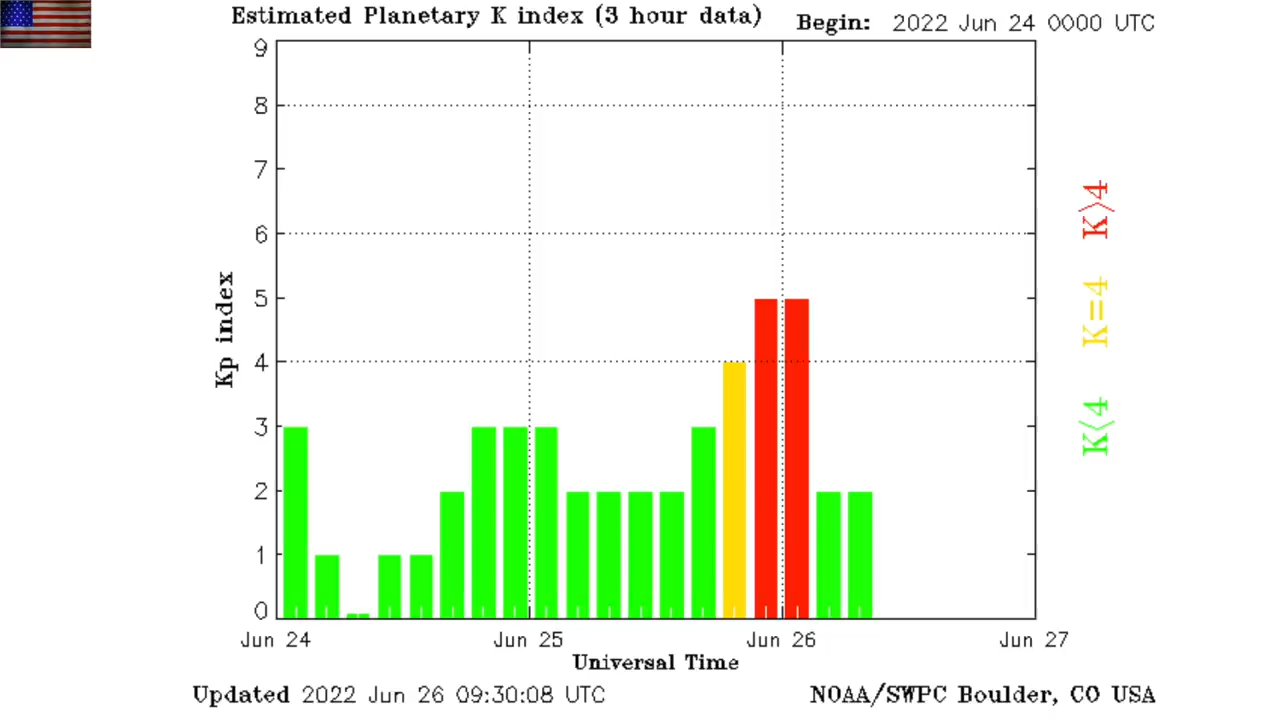 Estimated Planetary K index (3 hour data)
Begin: 2022 Jun 24 0000 UTC
9
8
7
6
5
4
3
2
1
0
Kp index
K>4
K=4
K<4
Jun 24
Jun 25
Jun 26
Jun 27
Universal Time
Updated 2022 Jun 26 09:30:08 UTC
NOAA/SWPC Boulder, CO USA